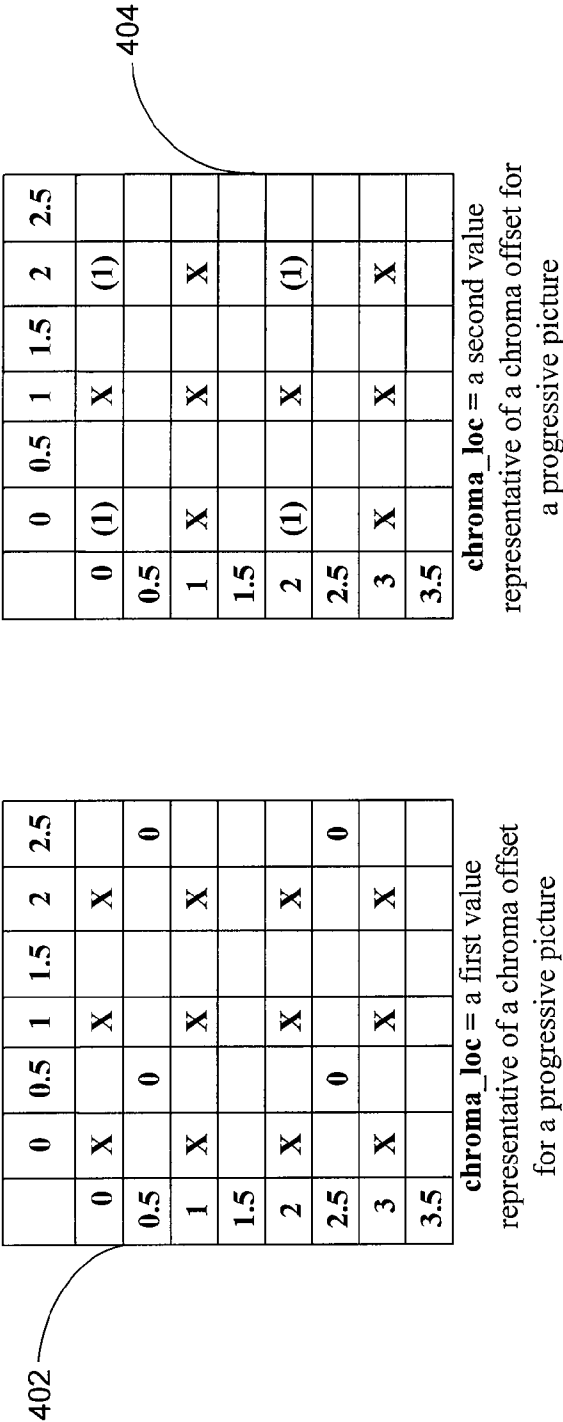 402
0 0.5 1 1.5 2 2.5
0 X X X
0.5 0 0
1 X X X
1.5
2 X X X
2.5 0 0
3 X X X
3.5
chroma_loc = a first value
representative of a chroma offset
for a progressive picture
404
0 0.5 1 1.5 2 2.5
0 (1) X (1)
0.5
1 X X X
1.5
2 (1) X (1)
2.5
3 X X X
3.5
chroma_loc = a second value
representative of a chroma offset for
a progressive picture